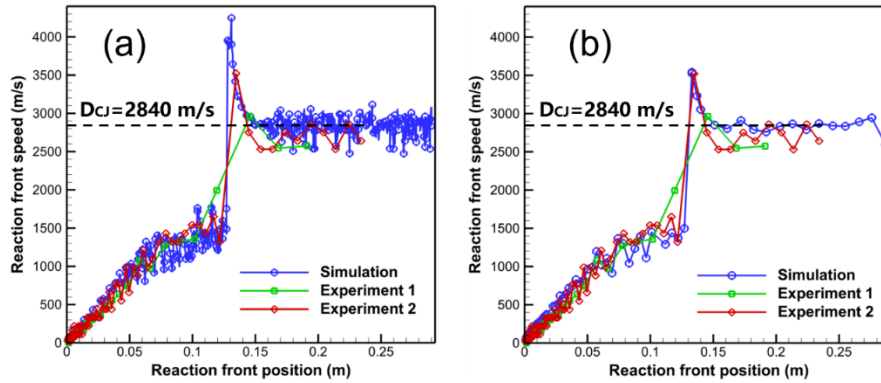 (a)
4000
3500
3000
2500
2000
1500
1000
500
0
Reaction front speed (m/s)
DCJ=2840 m/s
Simulation
Experiment 1
Experiment 2
0
0.05
0.1
0.15
0.2
0.25
Reaction front position (m)
(b)
4000
3500
3000
2500
2000
1500
1000
500
0
Reaction front speed (m/s)
DCJ=2840 m/s
Simulation
Experiment 1
Experiment 2
0
0.05
0.1
0.15
0.2
0.25
Reaction front position (m)